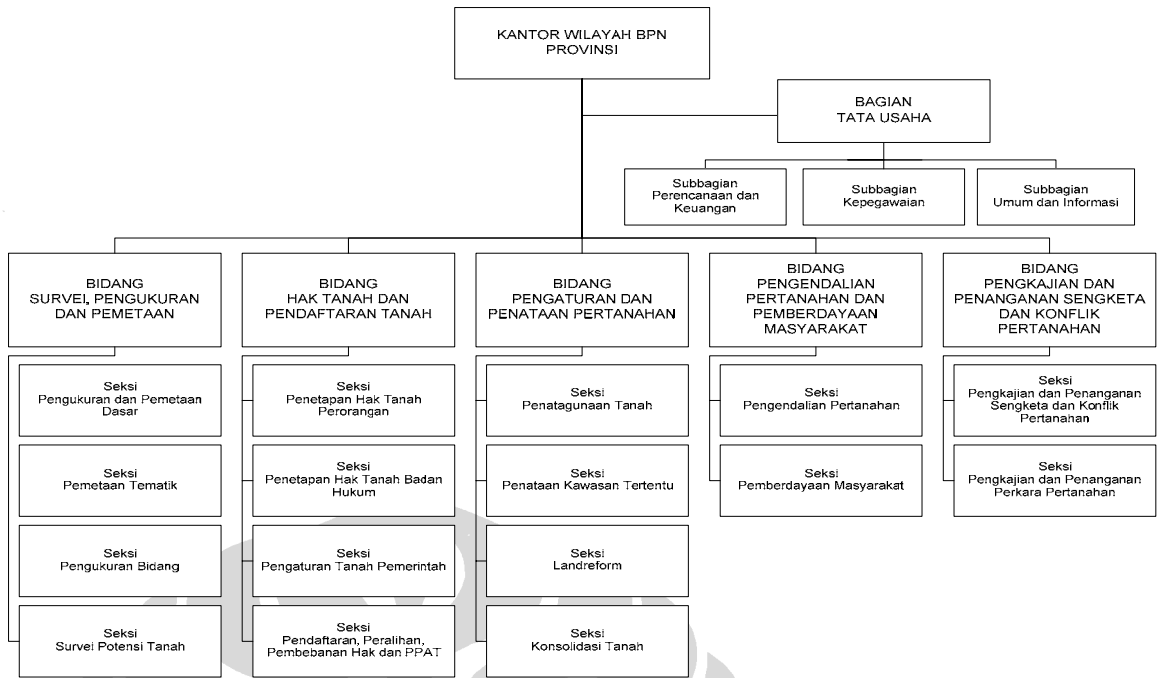 KANTOR WILAYAH BPN
PROVINSI
BAGIAN
TATA USAHA
Subbagian
Perencanaan dan
Keuangan
Subbagian
Kepegawaian
Subbagian
Umum dan Informasi
BIDANG
SURVEI, PENGUKURAN
DAN PEMETAAN
BIDANG
HAK TANAH DAN
PENDAFTARAN TANAH
BIDANG
PENGATURAN DAN
PENATAAN PERTANAHAN
BIDANG
PENGENDALIAN
PERTANAHAN DAN
PEMBERDAYAAN
MASYARAKAT
BIDANG
PENGKAJIAN DAN
PENANGANAN SENGKETA
DAN KONFLIK
PERTANAHAN
Seksi
Pengukuran dan Pemetaan
Dasar
Seksi
Pemetaan Tematik
Seksi
Pengukuran Bidang
Seksi
Survei Potensi Tanah
Seksi
Penetapan Hak Tanah
Perorangan
Seksi
Penetapan Hak Tanah Badan
Hukum
Seksi
Pengaturan Tanah Pemerintah
Seksi
Pendaftaran, Peralihan,
Pembebanan Hak dan PPAT
Seksi
Penatagunaan Tanah
Seksi
Penataan Kawasan Tertentu
Seksi
Landreform
Seksi
Konsolidasi Tanah
Seksi
Pengendalian Pertanahan
Seksi
Pemberdayaan Masyarakat
Seksi
Pengkajian dan Penanganan
Sengketa dan Konflik
Pertanahan
Seksi
Pengkajian dan Penanganan
Perkara Pertanahan